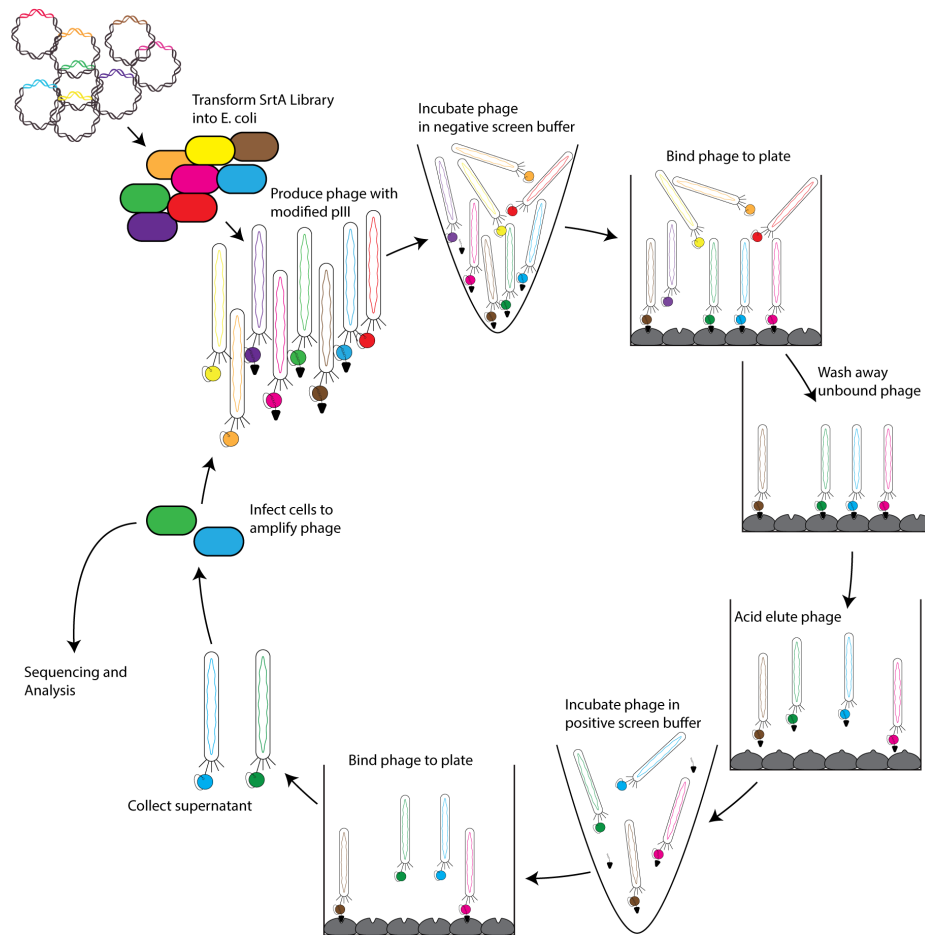 Transform SrtA Library
into E. coli
Produce phage with
modified pIII
Incubate phage
in negative screen buffer
Bind phage to plate
Wash away
unbound phage
Acid elute phage
Incubate phage in
positive screen buffer
Bind phage to plate
Collect supernatant
Infect cells to
amplify phage
Sequencing and
Analysis